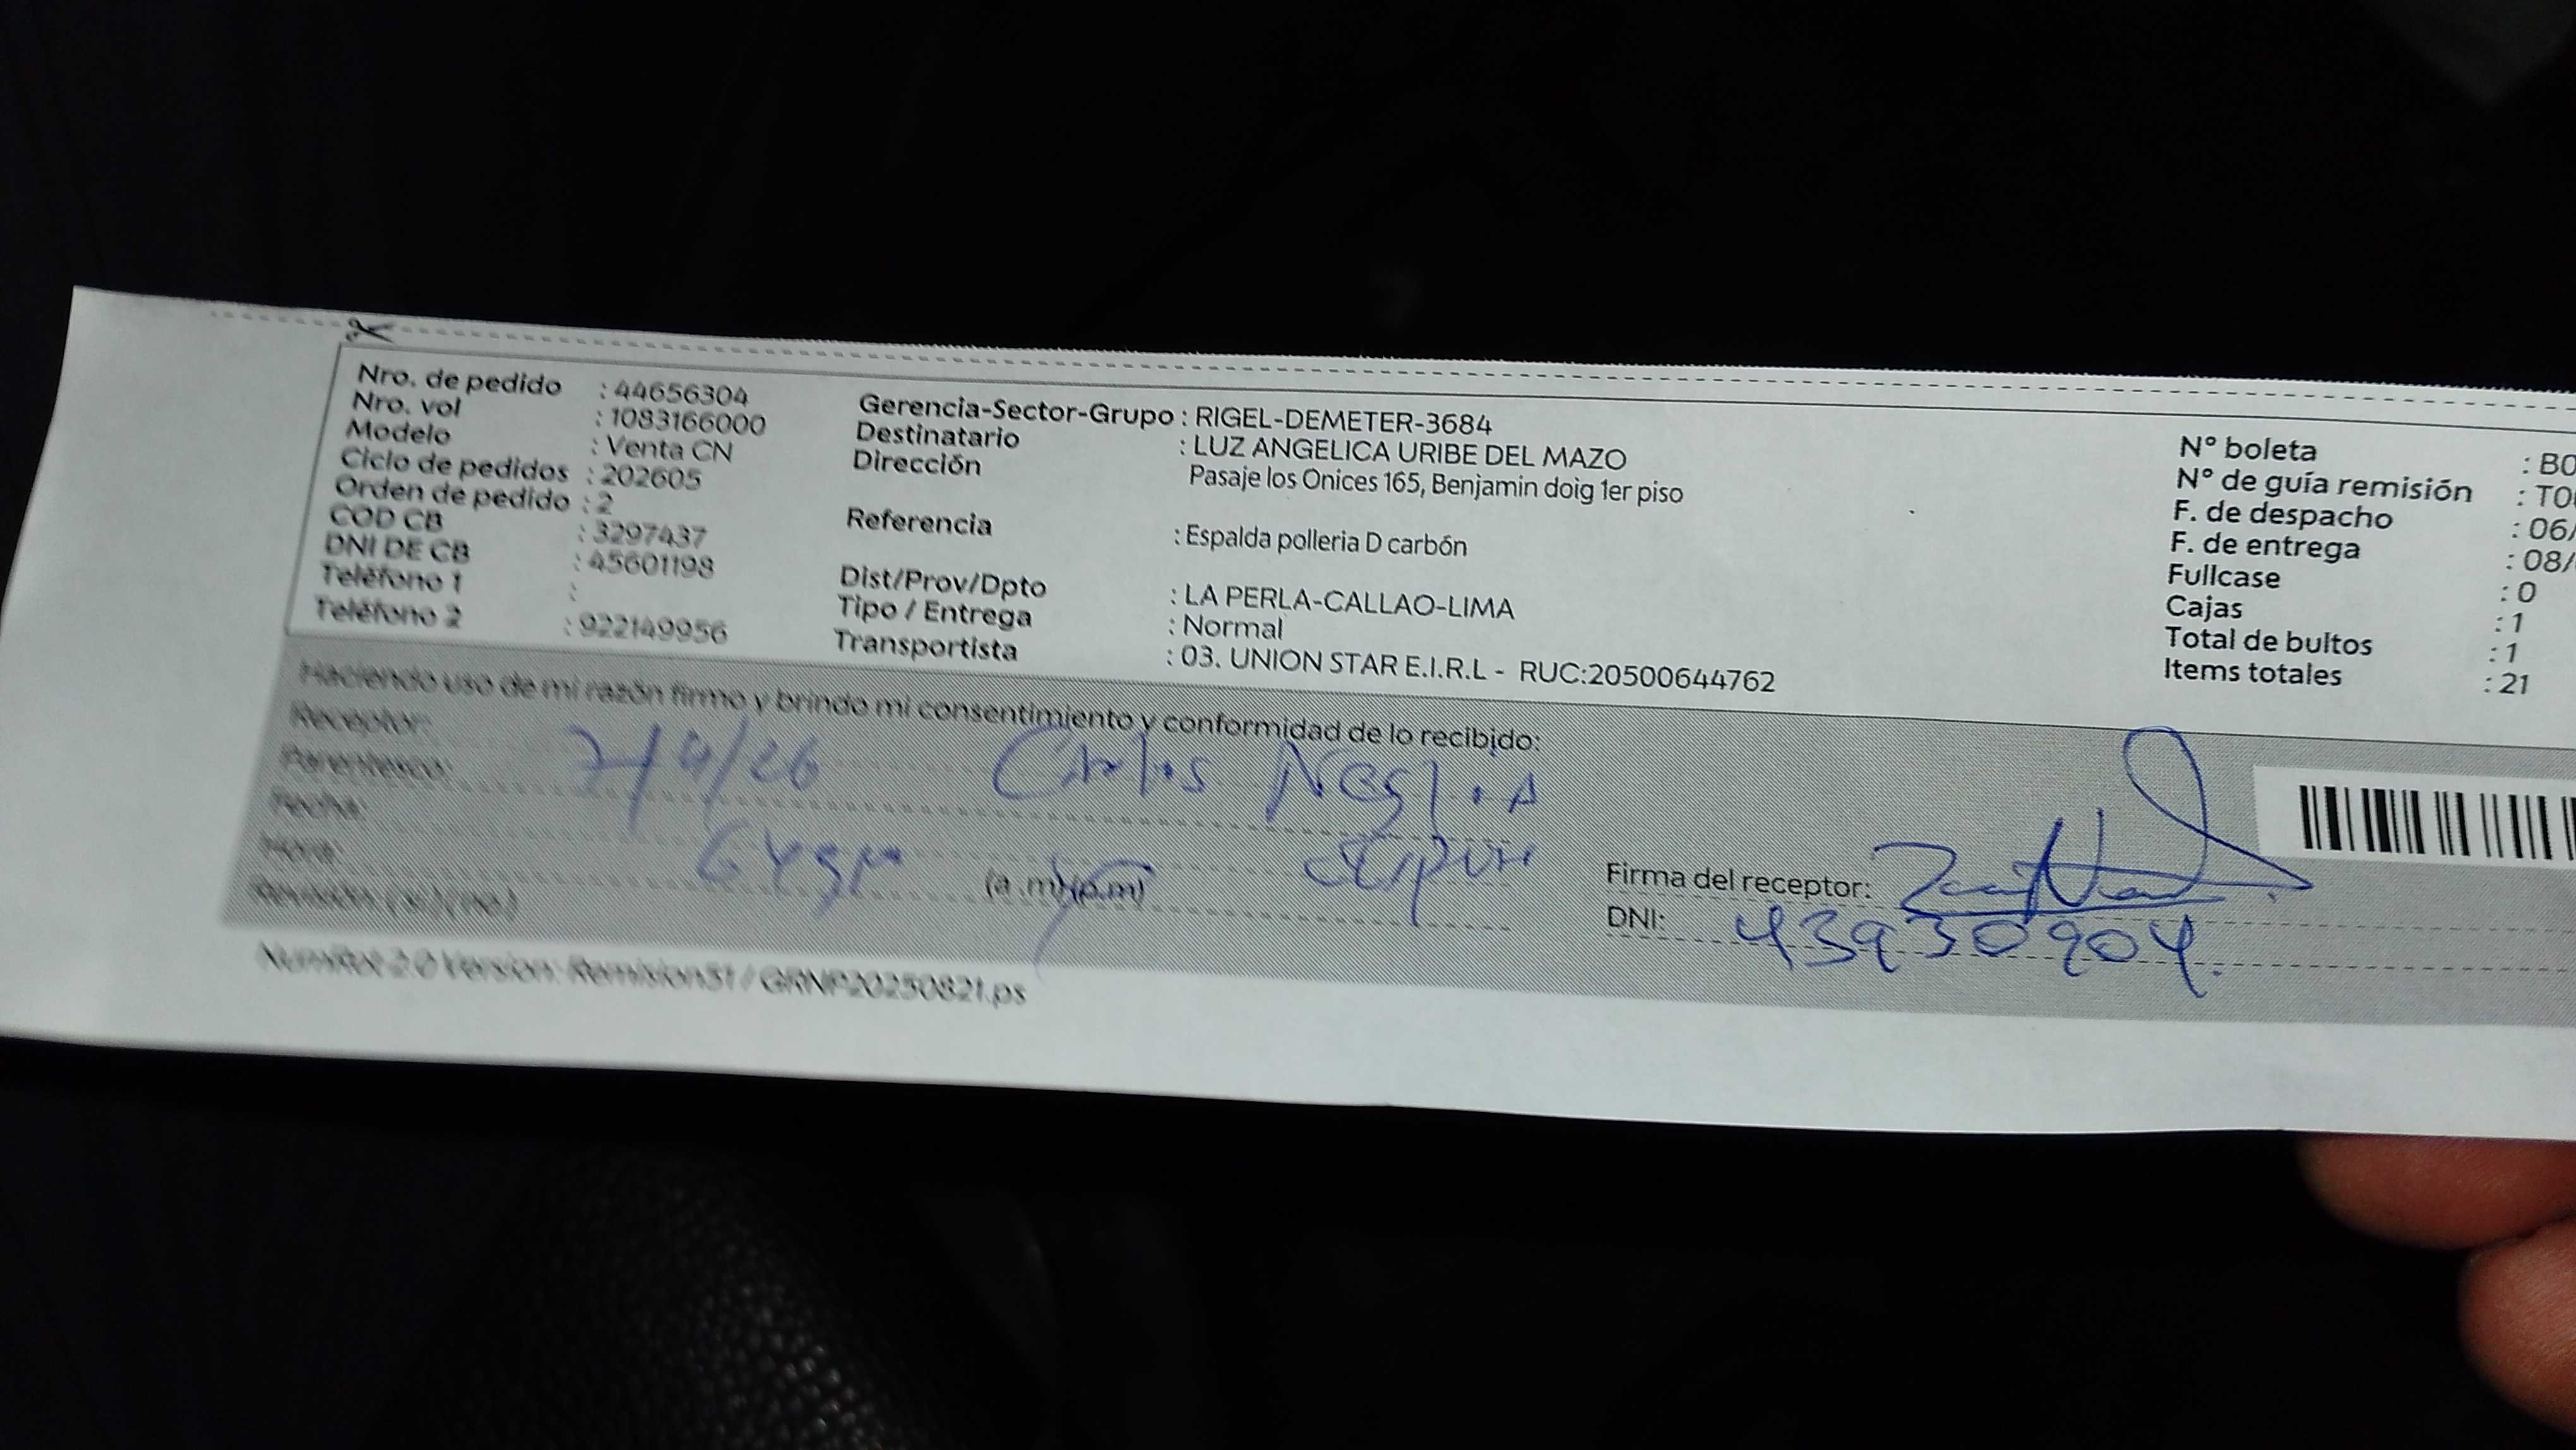 Nro. de pedido : 44656304
Nro. vol : 1083166000
Modelo : Venta CN
Ciclo de pedidos : 202605
Orden de pedido : 2
COD CB : 3297437
DNI DE CB : 45601198
Teléfono 1 :
Teléfono 2 : 922149956
Gerencia-Sector-Grupo : RIGEL-DEMETER-3684
Destinatario : LUZ ANGELICA URIBE DEL MAZO
Dirección Pasaje los Onices 165, Benjamin doig 1er piso
Referencia : Espalda polleria D carbón
Dist/Prov/Dpto : LA PERLA-CALLAO-LIMA
Tipo / Entrega : Normal
Transportista : 03. UNION STAR E.I.R.L - RUC:20500644762
N° boleta : B0
N° de guía remisión : T0
F. de despacho : 06/
F. de entrega : 08/
Fullcase : 0
Cajas : 1
Total de bultos : 1
Items totales : 21
Haciendo uso de mi razón firmo y brindo mi consentimiento y conformidad de lo recibido:
Receptor:
Parentesco: 7/4/26 Carlos
Fecha:
Hora: (a.m)(p.m)
Revisión (si) (no)
Firma del receptor:
DNI: 43930904.
NumRot 2.0 Version: Remision51 / GRNP20250821.ps